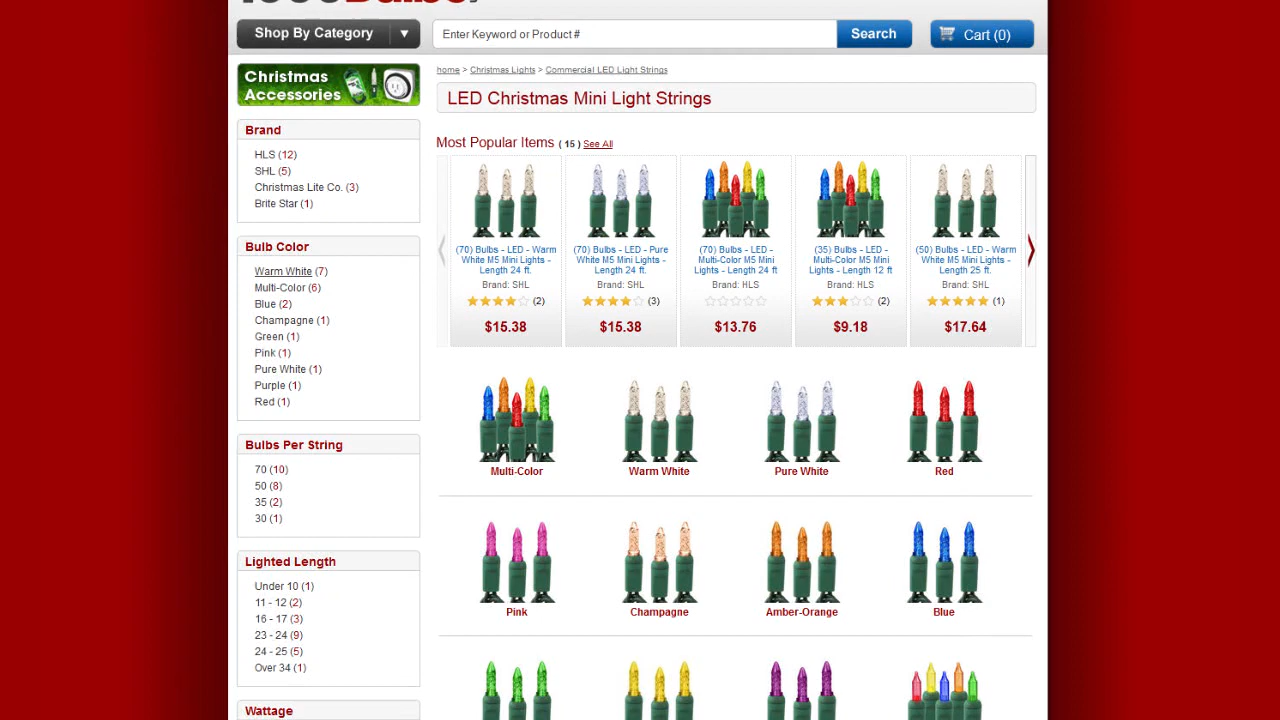 Shop By Category
Enter Keyword or Product #
Search
Cart (0)
Christmas
Accessories
home > Christmas Lights > Commercial LED Light Strings
LED Christmas Mini Light Strings
Brand
HLS (12)
SHL (5)
Christmas Lite Co. (3)
Brite Star (1)
Bulb Color
Warm White (7)
Multi-Color (6)
Blue (2)
Champagne (1)
Green (1)
Pink (1)
Pure White (1)
Purple (1)
Red (1)
Bulbs Per String
70 (10)
50 (8)
35 (2)
30 (1)
Lighted Length
Under 10 (1)
11 - 12 (2)
16 - 17 (3)
23 - 24 (9)
24 - 25 (5)
Over 34 (1)
Wattage
Most Popular Items ( 15 ) See All
(70) Bulbs - LED - Warm
White M5 Mini Lights -
Length 24 ft.
Brand: SHL
(2)
$15.38
(70) Bulbs - LED - Pure
White M5 Mini Lights -
Length 24 ft.
Brand: SHL
(3)
$15.38
(70) Bulbs - LED -
Multi-Color M5 Mini
Lights - Length 24 ft
Brand: HLS
$13.76
(35) Bulbs - LED -
Multi-Color M5 Mini
Lights - Length 12 ft
Brand: HLS
(2)
$9.18
(50) Bulbs - LED - Warm
White M5 Mini Lights -
Length 25 ft.
Brand: SHL
(1)
$17.64
Multi-Color
Warm White
Pure White
Red
Pink
Champagne
Amber-Orange
Blue